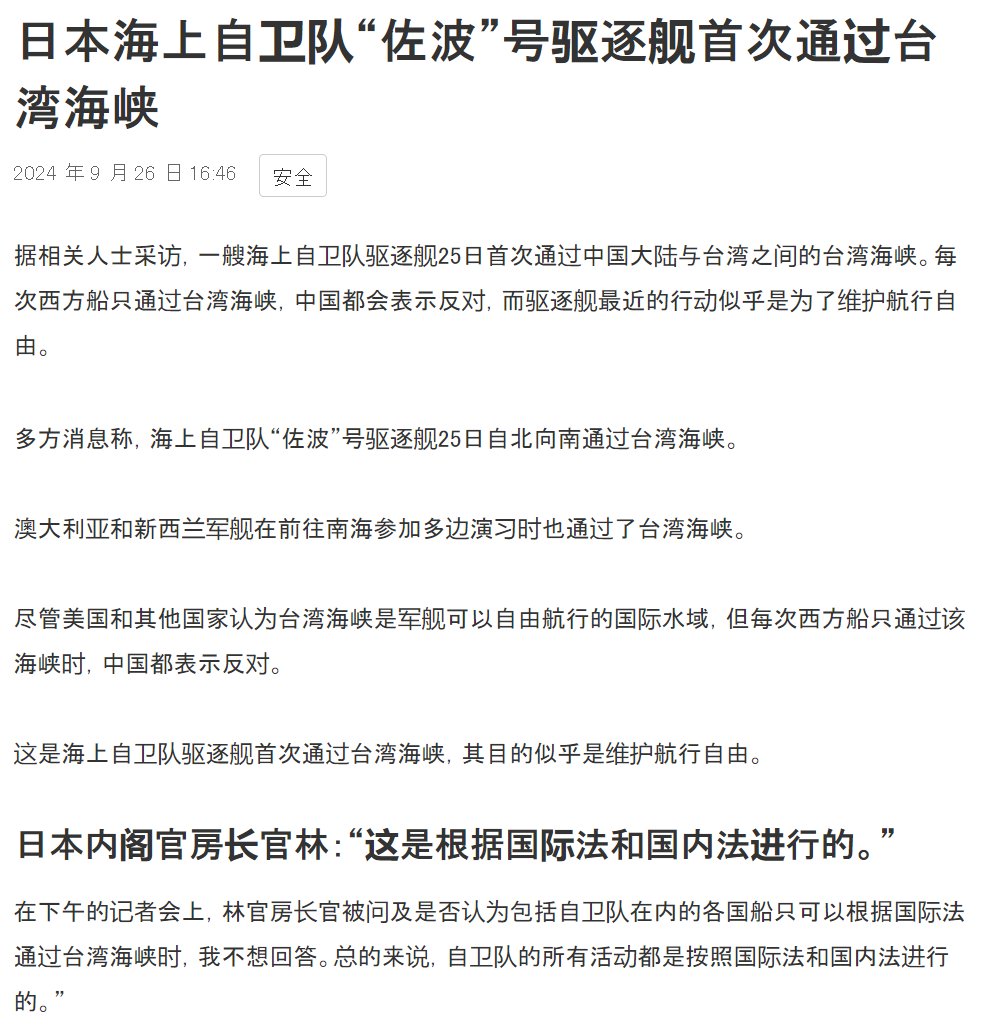 日本海上自卫队“佐波”号驱逐舰首次通过台
湾海峡
2024 年 9 月 26 日 16:46
安全
据相关人士采访, 一艘海上自卫队驱逐舰25日首次通过中国大陆与台湾之间的台湾海峡。每
次西方船只通过台湾海峡, 中国都会表示反对, 而驱逐舰最近的行动似乎是为了维护航行自
由。
多方消息称, 海上自卫队“佐波”号驱逐舰25日自北向南通过台湾海峡。
澳大利亚和新西兰军舰在前往南海参加多边演习时也通过了台湾海峡。
尽管美国和其他国家认为台湾海峡是军舰可以自由航行的国际水域, 但每次西方船只通过该
海峡时, 中国都表示反对。
这是海上自卫队驱逐舰首次通过台湾海峡, 其目的似乎是维护航行自由。
日本内阁官房长官林:“这是根据国际法和国内法进行的。”
在下午的记者会上, 林官房长官被问及是否认为包括自卫队在内的各国船只可以根据国际法
通过台湾海峡时, 我不想回答。总的来说, 自卫队的所有活动都是按照国际法和国内法进行
的。”